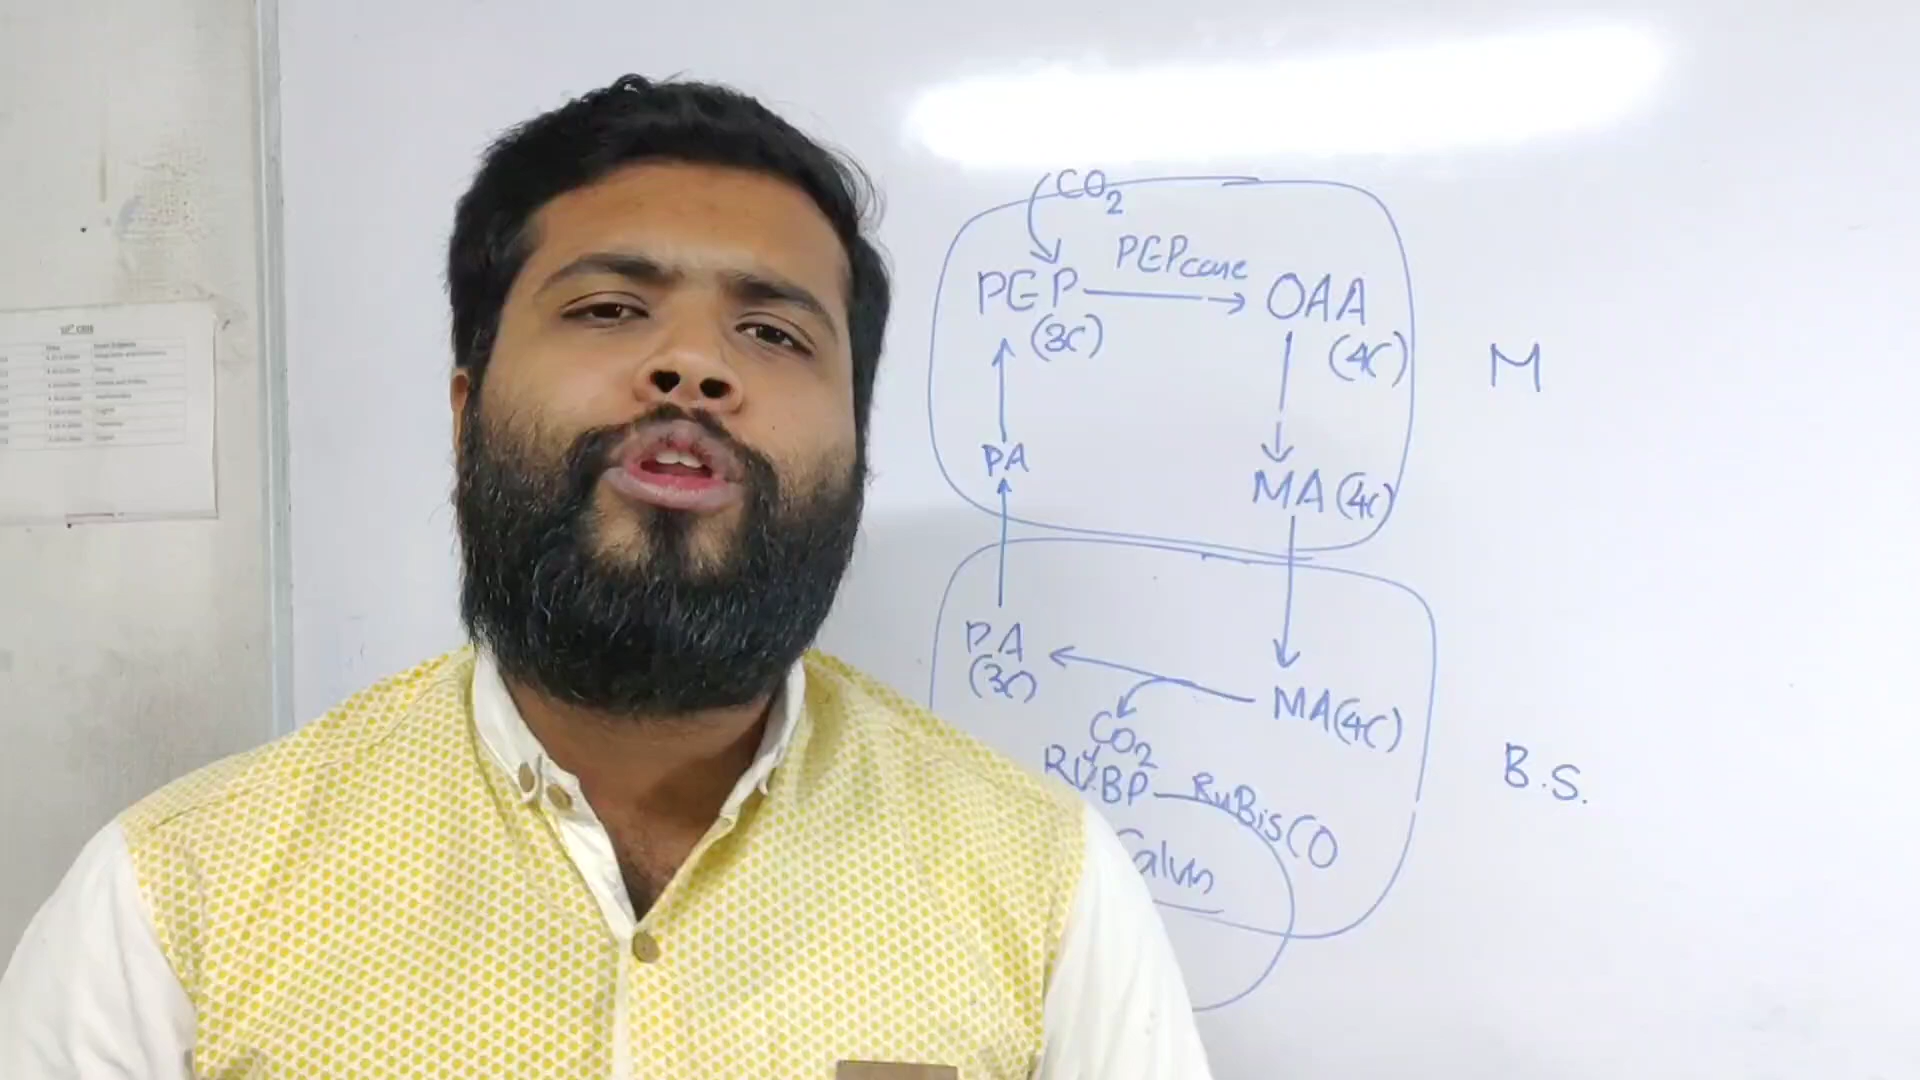 CO2
PEP PEPcase OAA
(3C) (4C)
M
PA
MA (4C)
PA
(3C)
MA (4C)
CO2
RUBP RuBisCO
B.S.
Calvin